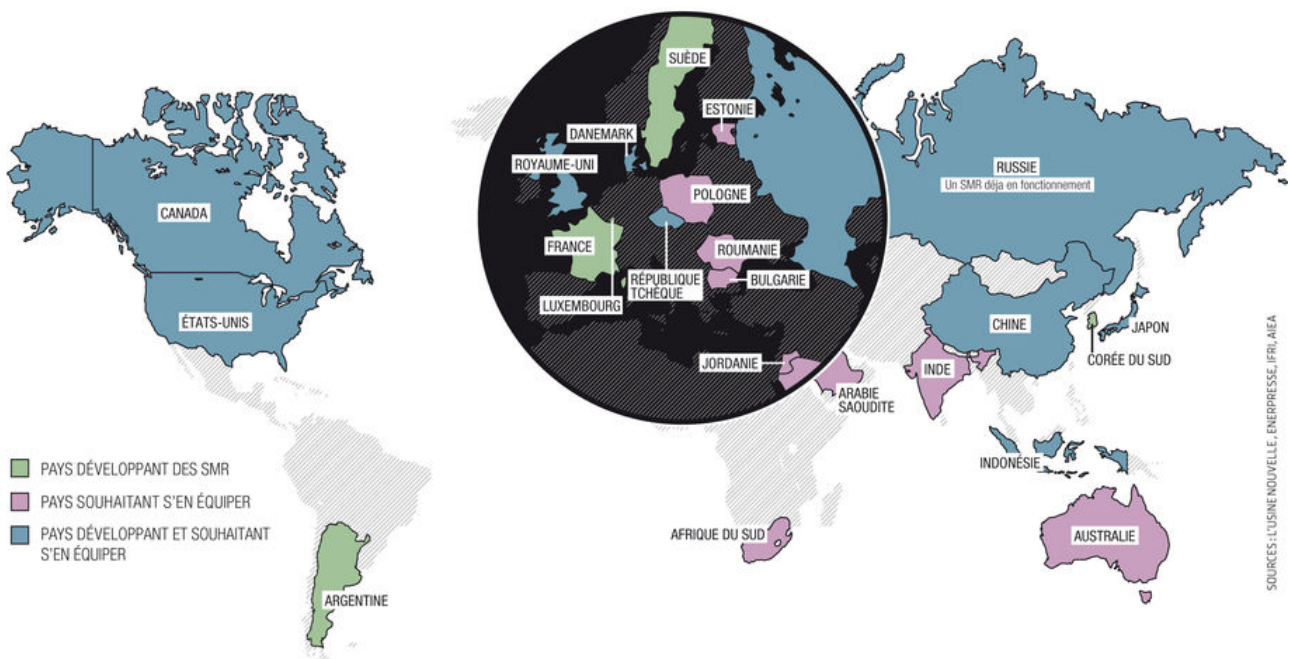 SUÈDE
ESTONIE
DANEMARK
ROYAUME-UNI
RUSSIE
Un SMR déja en fonctionnement
POLOGNE
CANADA
FRANCE
ROUMANIE
RÉPUBLIQUE
TCHÈQUE
BULGARIE
LUXEMBOURG
ÉTATS-UNIS
CHINE
JAPON
CORÉE DU SUD
JORDANIE
INDE
ARABIE
SAOUDITE
INDONÉSIE
PAYS DÉVELOPPANT DES SMR
PAYS SOUHAITANT S'EN ÉQUIPER
PAYS DÉVELOPPANT ET SOUHAITANT
S'EN ÉQUIPER
AFRIQUE DU SUD
AUSTRALIE
ARGENTINE
SOURCES : L'USINE NOUVELLE, ENERPRESSE, IFRI, AIEA